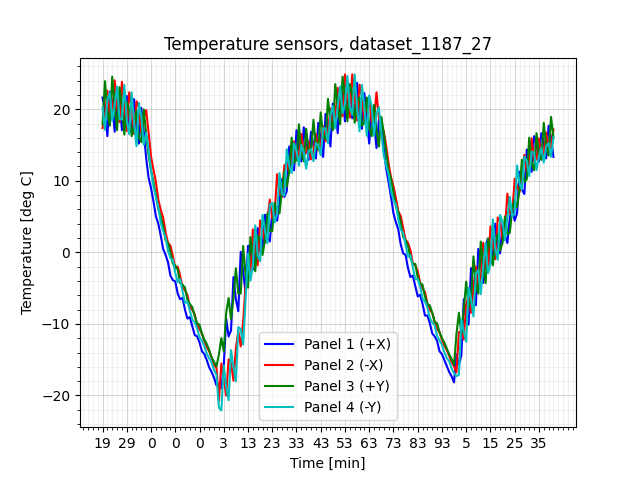 Temperature sensors, dataset_1187_27
Temperature [deg C]
20
10
0
−10
−20
Panel 1 (+X)
Panel 2 (-X)
Panel 3 (+Y)
Panel 4 (-Y)
19 29 0 0 0 3 13 23 33 43 53 63 73 83 93 5 15 25 35
Time [min]